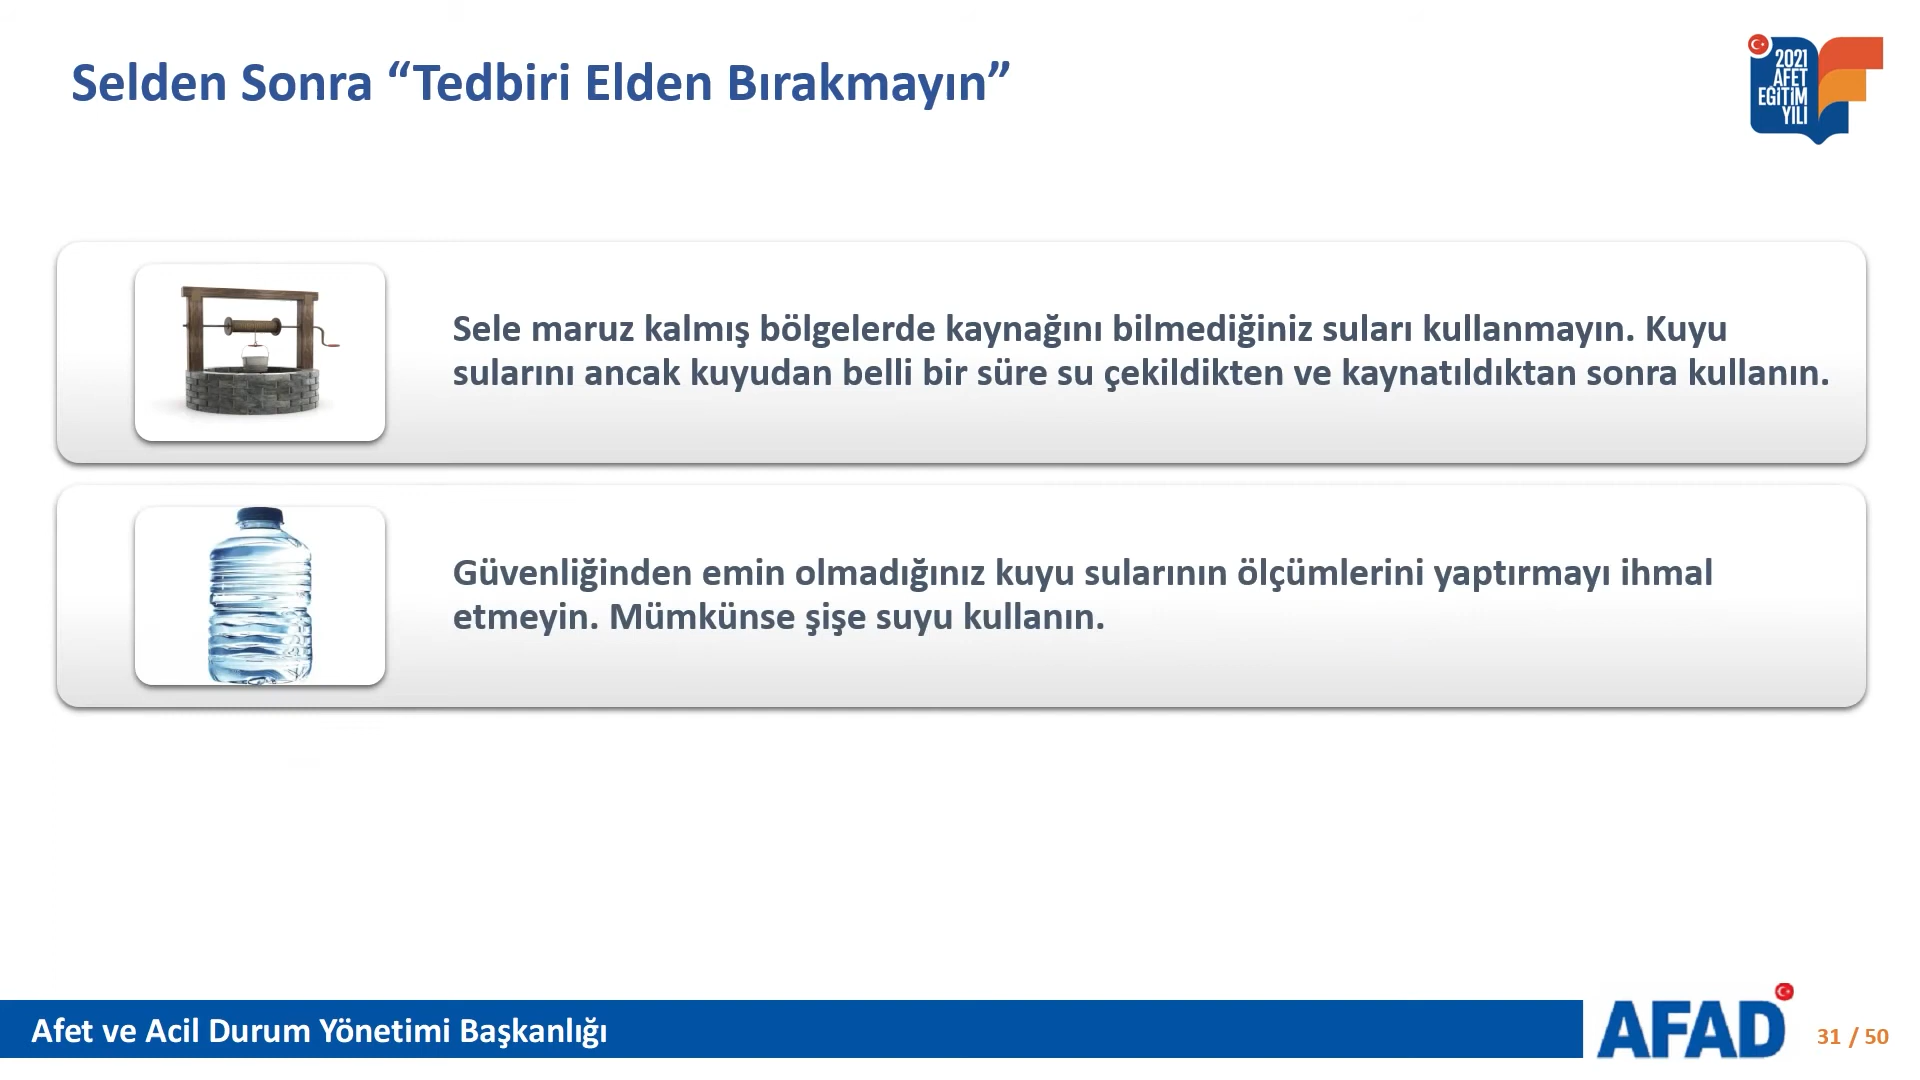 Selden Sonra “Tedbiri Elden Bırakmayın”
2021
AFET
EĞİTİM
YILI
Sele maruz kalmış bölgelerde kaynağını bilmediğiniz suları kullanmayın. Kuyu
sularını ancak kuyudan belli bir süre su çekildikten ve kaynatıldıktan sonra kullanın.
Güvenliğinden emin olmadığınız kuyu sularının ölçümlerini yaptırmayı ihmal
etmeyin. Mümkünse şişe suyu kullanın.
Afet ve Acil Durum Yönetimi Başkanlığı
AFAD
31 / 50